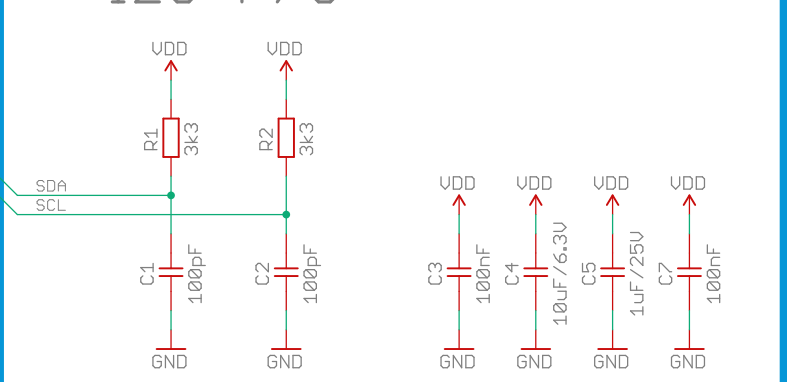 VDD
VDD
R1
3k3
R2
3k3
SDA
SCL
VDD
VDD
VDD
VDD
C1
100pF
C2
100pF
C3
100nF
C4
10uF/6.3V
C5
1uF/25V
C7
100nF
GND
GND
GND
GND
GND
GND